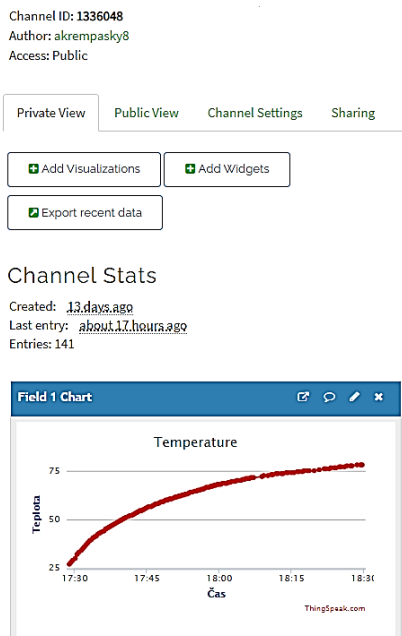 Channel ID: 1336048
Author: akrempasky8
Access: Public
Private View Public View Channel Settings Sharing
Add Visualizations Add Widgets
Export recent data
Channel Stats
Created: 13 days ago
Last entry: about 17 hours ago
Entries: 141
Field 1 Chart
Temperature
Teplota
75
50
25
17:30 17:45 18:00 18:15 18:30
Čas
ThingSpeak.com